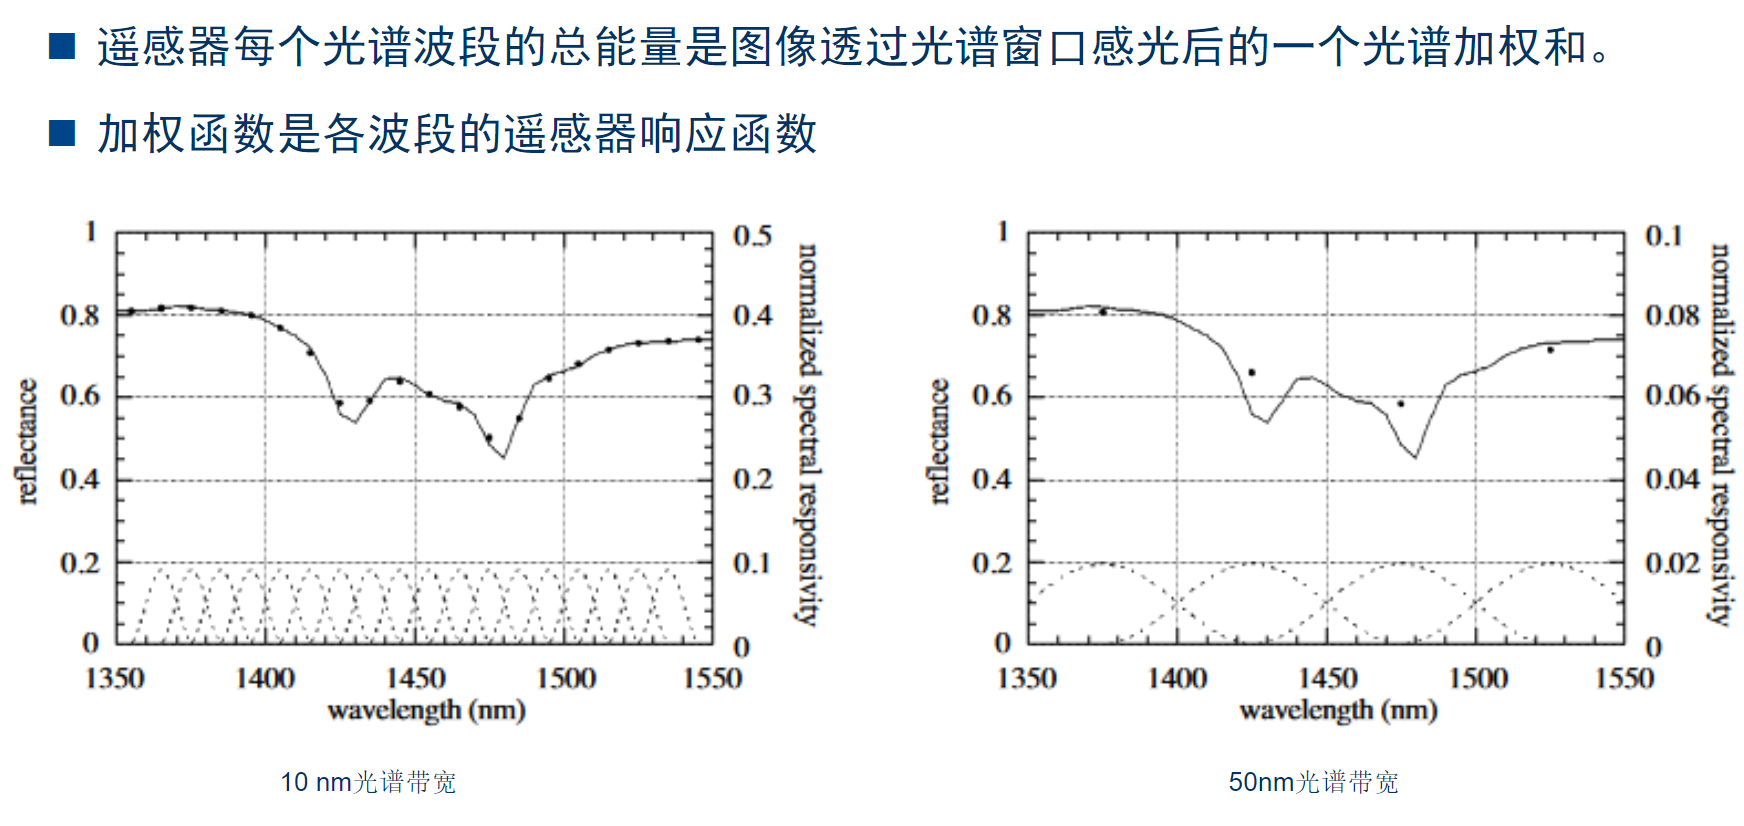 遥感器每个光谱波段的总能量是图像透过光谱窗口感光后的一个光谱加权和。
加权函数是各波段的遥感器响应函数
1
0.8
0.6
0.4
0.2
0
reflectance
0.5
0.4
0.3
0.2
0.1
0
normalized spectral responsivity
1350 1400 1450 1500 1550
wavelength (nm)
10 nm光谱带宽
1
0.8
0.6
0.4
0.2
0
reflectance
0.1
0.08
0.06
0.04
0.02
0
normalized spectral responsivity
1350 1400 1450 1500 1550
wavelength (nm)
50nm光谱带宽